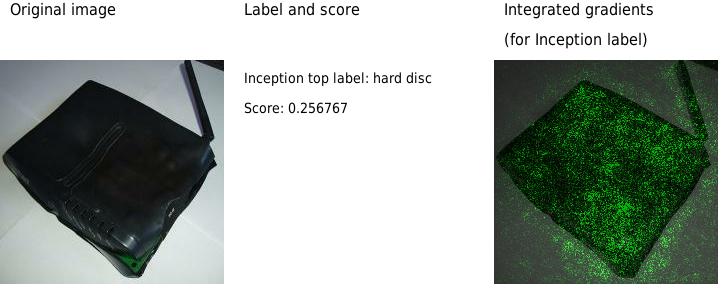 Original image
Label and score
Integrated gradients
(for Inception label)
Inception top label: hard disc
Score: 0.256767